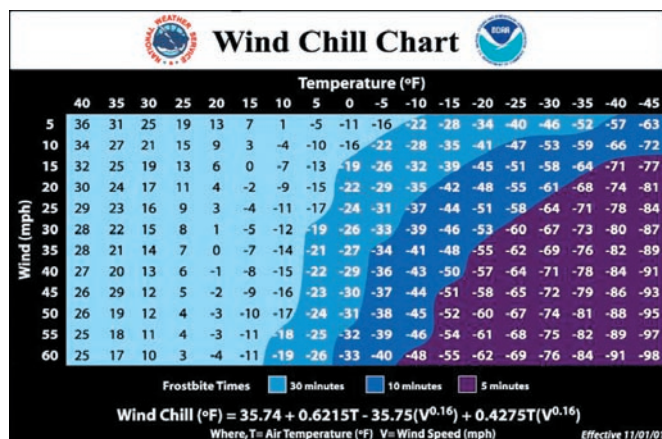 Wind Chill Chart
NATIONAL WEATHER SERVICE
NOAA
Temperature (ºF)
40 35 30 25 20 15 10 5 0 -5 -10 -15 -20 -25 -30 -35 -40 -45
5 36 31 25 19 13 7 1 -5 -11 -16 -22 -28 -34 -40 -46 -52 -57 -63
10 34 27 21 15 9 3 -4 -10 -16 -22 -28 -35 -41 -47 -53 -59 -66 -72
15 32 25 19 13 6 0 -7 -13 -19 -26 -32 -39 -45 -51 -58 -64 -71 -77
20 30 24 17 11 4 -2 -9 -15 -22 -29 -35 -42 -48 -55 -61 -68 -74 -81
25 29 23 16 9 3 -4 -11 -17 -24 -31 -37 -44 -51 -58 -64 -71 -78 -84
30 28 22 15 8 1 -5 -12 -19 -26 -33 -39 -46 -53 -60 -67 -73 -80 -87
35 28 21 14 7 0 -7 -14 -21 -27 -34 -41 -48 -55 -62 -69 -76 -82 -89
40 27 20 13 6 -1 -8 -15 -22 -29 -36 -43 -50 -57 -64 -71 -78 -84 -91
45 26 29 12 5 -2 -9 -16 -23 -30 -37 -44 -51 -58 -65 -72 -79 -86 -93
50 26 19 12 4 -3 -10 -17 -24 -31 -38 -45 -52 -60 -67 -74 -81 -88 -95
55 25 18 11 4 -3 -11 -18 -25 -32 -39 -46 -54 -61 -68 -75 -82 -89 -97
60 25 17 10 3 -4 -11 -19 -26 -33 -40 -48 -55 -62 -69 -76 -84 -91 -98
Wind (mph)
Frostbite Times 30 minutes 10 minutes 5 minutes
Wind Chill (ºF) = 35.74 + 0.6215T - 35.75(V^0.16) + 0.4275T(V^0.16)
Where, T= Air Temperature (ºF) V= Wind Speed (mph) Effective 11/01/01